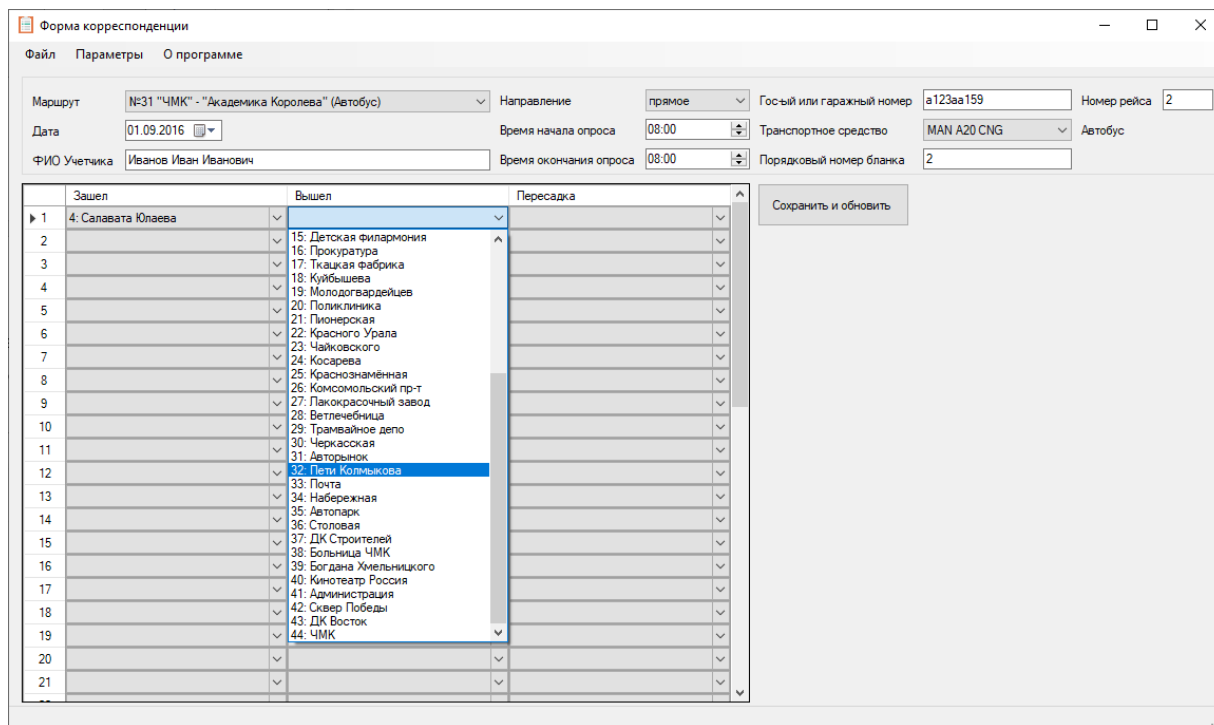 Форма корреспонденции
Файл Параметры О программе
Маршрут №31 "ЧМК" - "Академика Королева" (Автобус) Направление прямое Гос-ый или гаражный номер а123аа159 Номер рейса 2
Дата 01.09.2016 Время начала опроса 08:00 Транспортное средство MAN A20 CNG Автобус
ФИО Учетчика Иванов Иван Иванович Время окончания опроса 08:00 Порядковый номер бланка 2
Зашел Вышел Пересадка
Сохранить и обновить
1 4: Салавата Юлаева
2 15: Детская филармония
16: Прокуратура
3 17: Ткацкая фабрика
18: Куйбышева
4 19: Молодогвардейцев
5 20: Поликлиника
21: Пионерская
6 22: Красного Урала
7 23: Чайковского
24: Косарева
8 25: Краснознамённая
26: Комсомольский пр-т
9 27: Лакокрасочный завод
28: Ветлечебница
10 29: Трамвайное депо
11 30: Черкасская
31: Авторынок
12 32: Пети Колмыкова
33: Почта
13 34: Набережная
14 35: Автопарк
36: Столовая
15 37: ДК Строителей
38: Больница ЧМК
16 39: Богдана Хмельницкого
17 40: Кинотеатр Россия
41: Администрация
18 42: Сквер Победы
43: ДК Восток
19 44: ЧМК
20
21